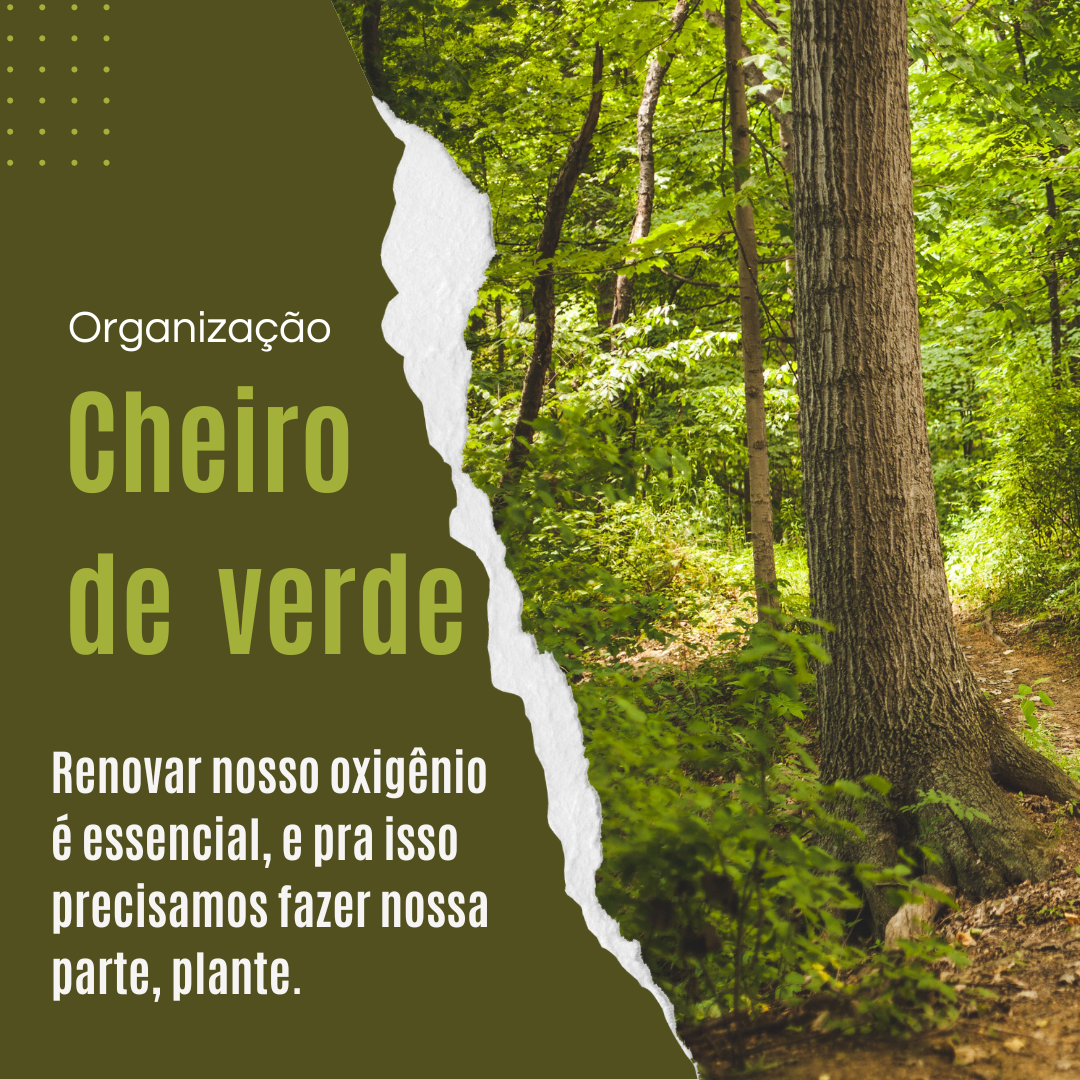 Organização
Cheiro
de verde
Renovar nosso oxigênio
é essencial, e pra isso
precisamos fazer nossa
parte, plante.